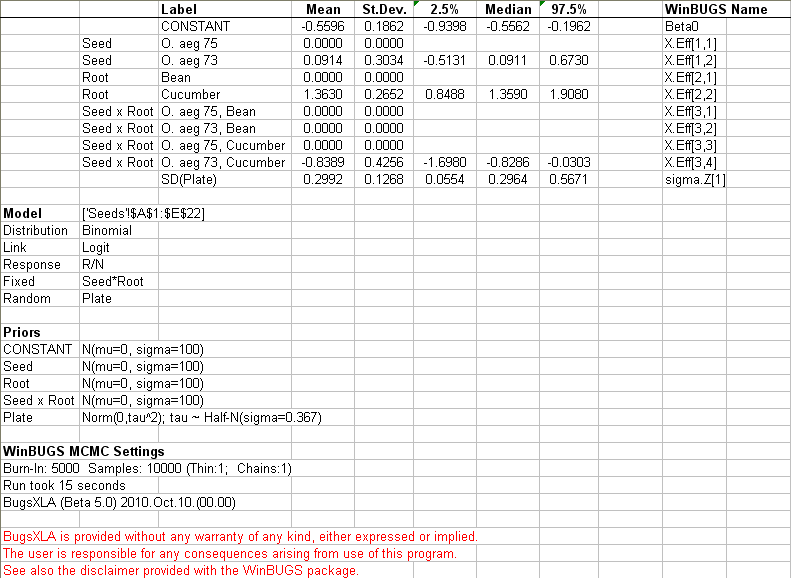 Label Mean St.Dev. 2.5% Median 97.5% WinBUGS Name
CONSTANT -0.5596 0.1862 -0.9398 -0.5562 -0.1962 Beta0
Seed O. aeg 75 0.0000 0.0000 X.Eff[1,1]
Seed O. aeg 73 0.0914 0.3034 -0.5131 0.0911 0.6730 X.Eff[1,2]
Root Bean 0.0000 0.0000 X.Eff[2,1]
Root Cucumber 1.3630 0.2652 0.8488 1.3590 1.9080 X.Eff[2,2]
Seed x Root O. aeg 75, Bean 0.0000 0.0000 X.Eff[3,1]
Seed x Root O. aeg 73, Bean 0.0000 0.0000 X.Eff[3,2]
Seed x Root O. aeg 75, Cucumber 0.0000 0.0000 X.Eff[3,3]
Seed x Root O. aeg 73, Cucumber -0.8389 0.4256 -1.6980 -0.8286 -0.0303 X.Eff[3,4]
SD(Plate) 0.2992 0.1268 0.0554 0.2964 0.5671 sigma.Z[1]
Model ['Seeds'!$A$1:$E$22]
Distribution Binomial
Link Logit
Response R/N
Fixed Seed*Root
Random Plate
Priors
CONSTANT N(mu=0, sigma=100)
Seed N(mu=0, sigma=100)
Root N(mu=0, sigma=100)
Seed x Root N(mu=0, sigma=100)
Plate Norm(0,tau^2); tau ~ Half-N(sigma=0.367)
WinBUGS MCMC Settings
Burn-In: 5000 Samples: 10000 (Thin:1; Chains:1)
Run took 15 seconds
BugsXLA (Beta 5.0) 2010.Oct.10.(00.00)
BugsXLA is provided without any warranty of any kind, either expressed or implied.
The user is responsible for any consequences arising from use of this program.
See also the disclaimer provided with the WinBUGS package.